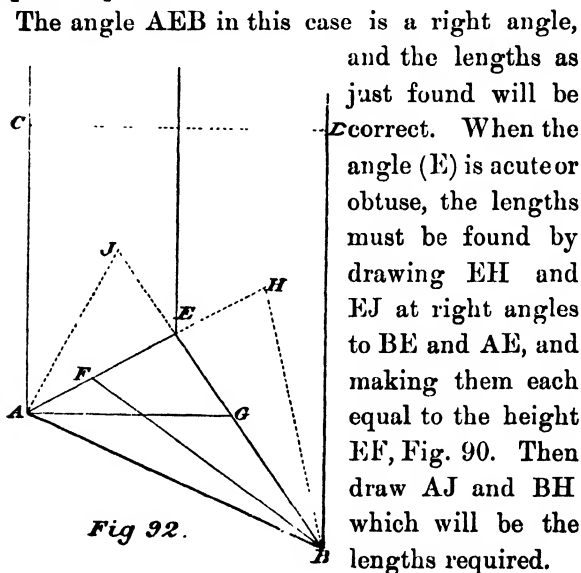 The angle AEB in this case is a right angle,
and the lengths as
just found will be
correct. When the
angle (E) is acute or
obtuse, the lengths
must be found by
drawing EH and
EJ at right angles
to BE and AE, and
making them each
equal to the height
EF, Fig. 90. Then
draw AJ and BH
which will be the
lengths required.
C
D
J
H
E
F
A
G
B
Fig 92.